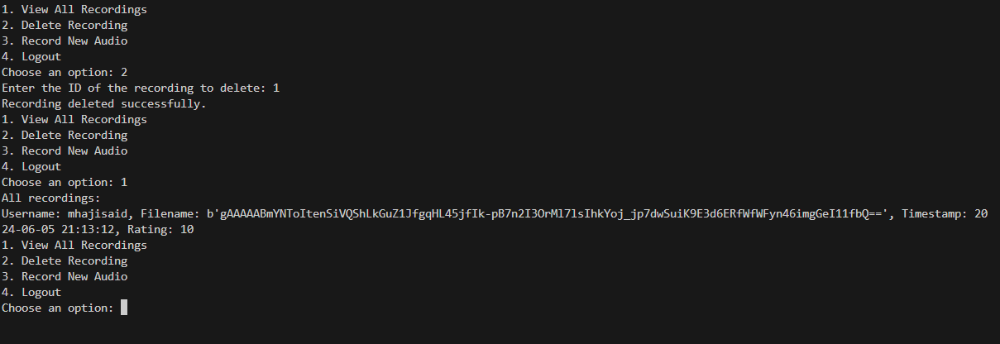 1. View All Recordings
2. Delete Recording
3. Record New Audio
4. Logout
Choose an option: 2
Enter the ID of the recording to delete: 1
Recording deleted successfully.
1. View All Recordings
2. Delete Recording
3. Record New Audio
4. Logout
Choose an option: 1
All recordings:
Username: mhajisaid, Filename: b'gAAAAABmYNToItenSiVQShLkGuZ1JfgqHL45jfIk-pB7n2I3OrMl7lsIhkYoj_jp7dwSuiK9E3d6ERfWfWFyn46imgGeI11fbQ==', Timestamp: 20
24-06-05 21:13:12, Rating: 10
1. View All Recordings
2. Delete Recording
3. Record New Audio
4. Logout
Choose an option: